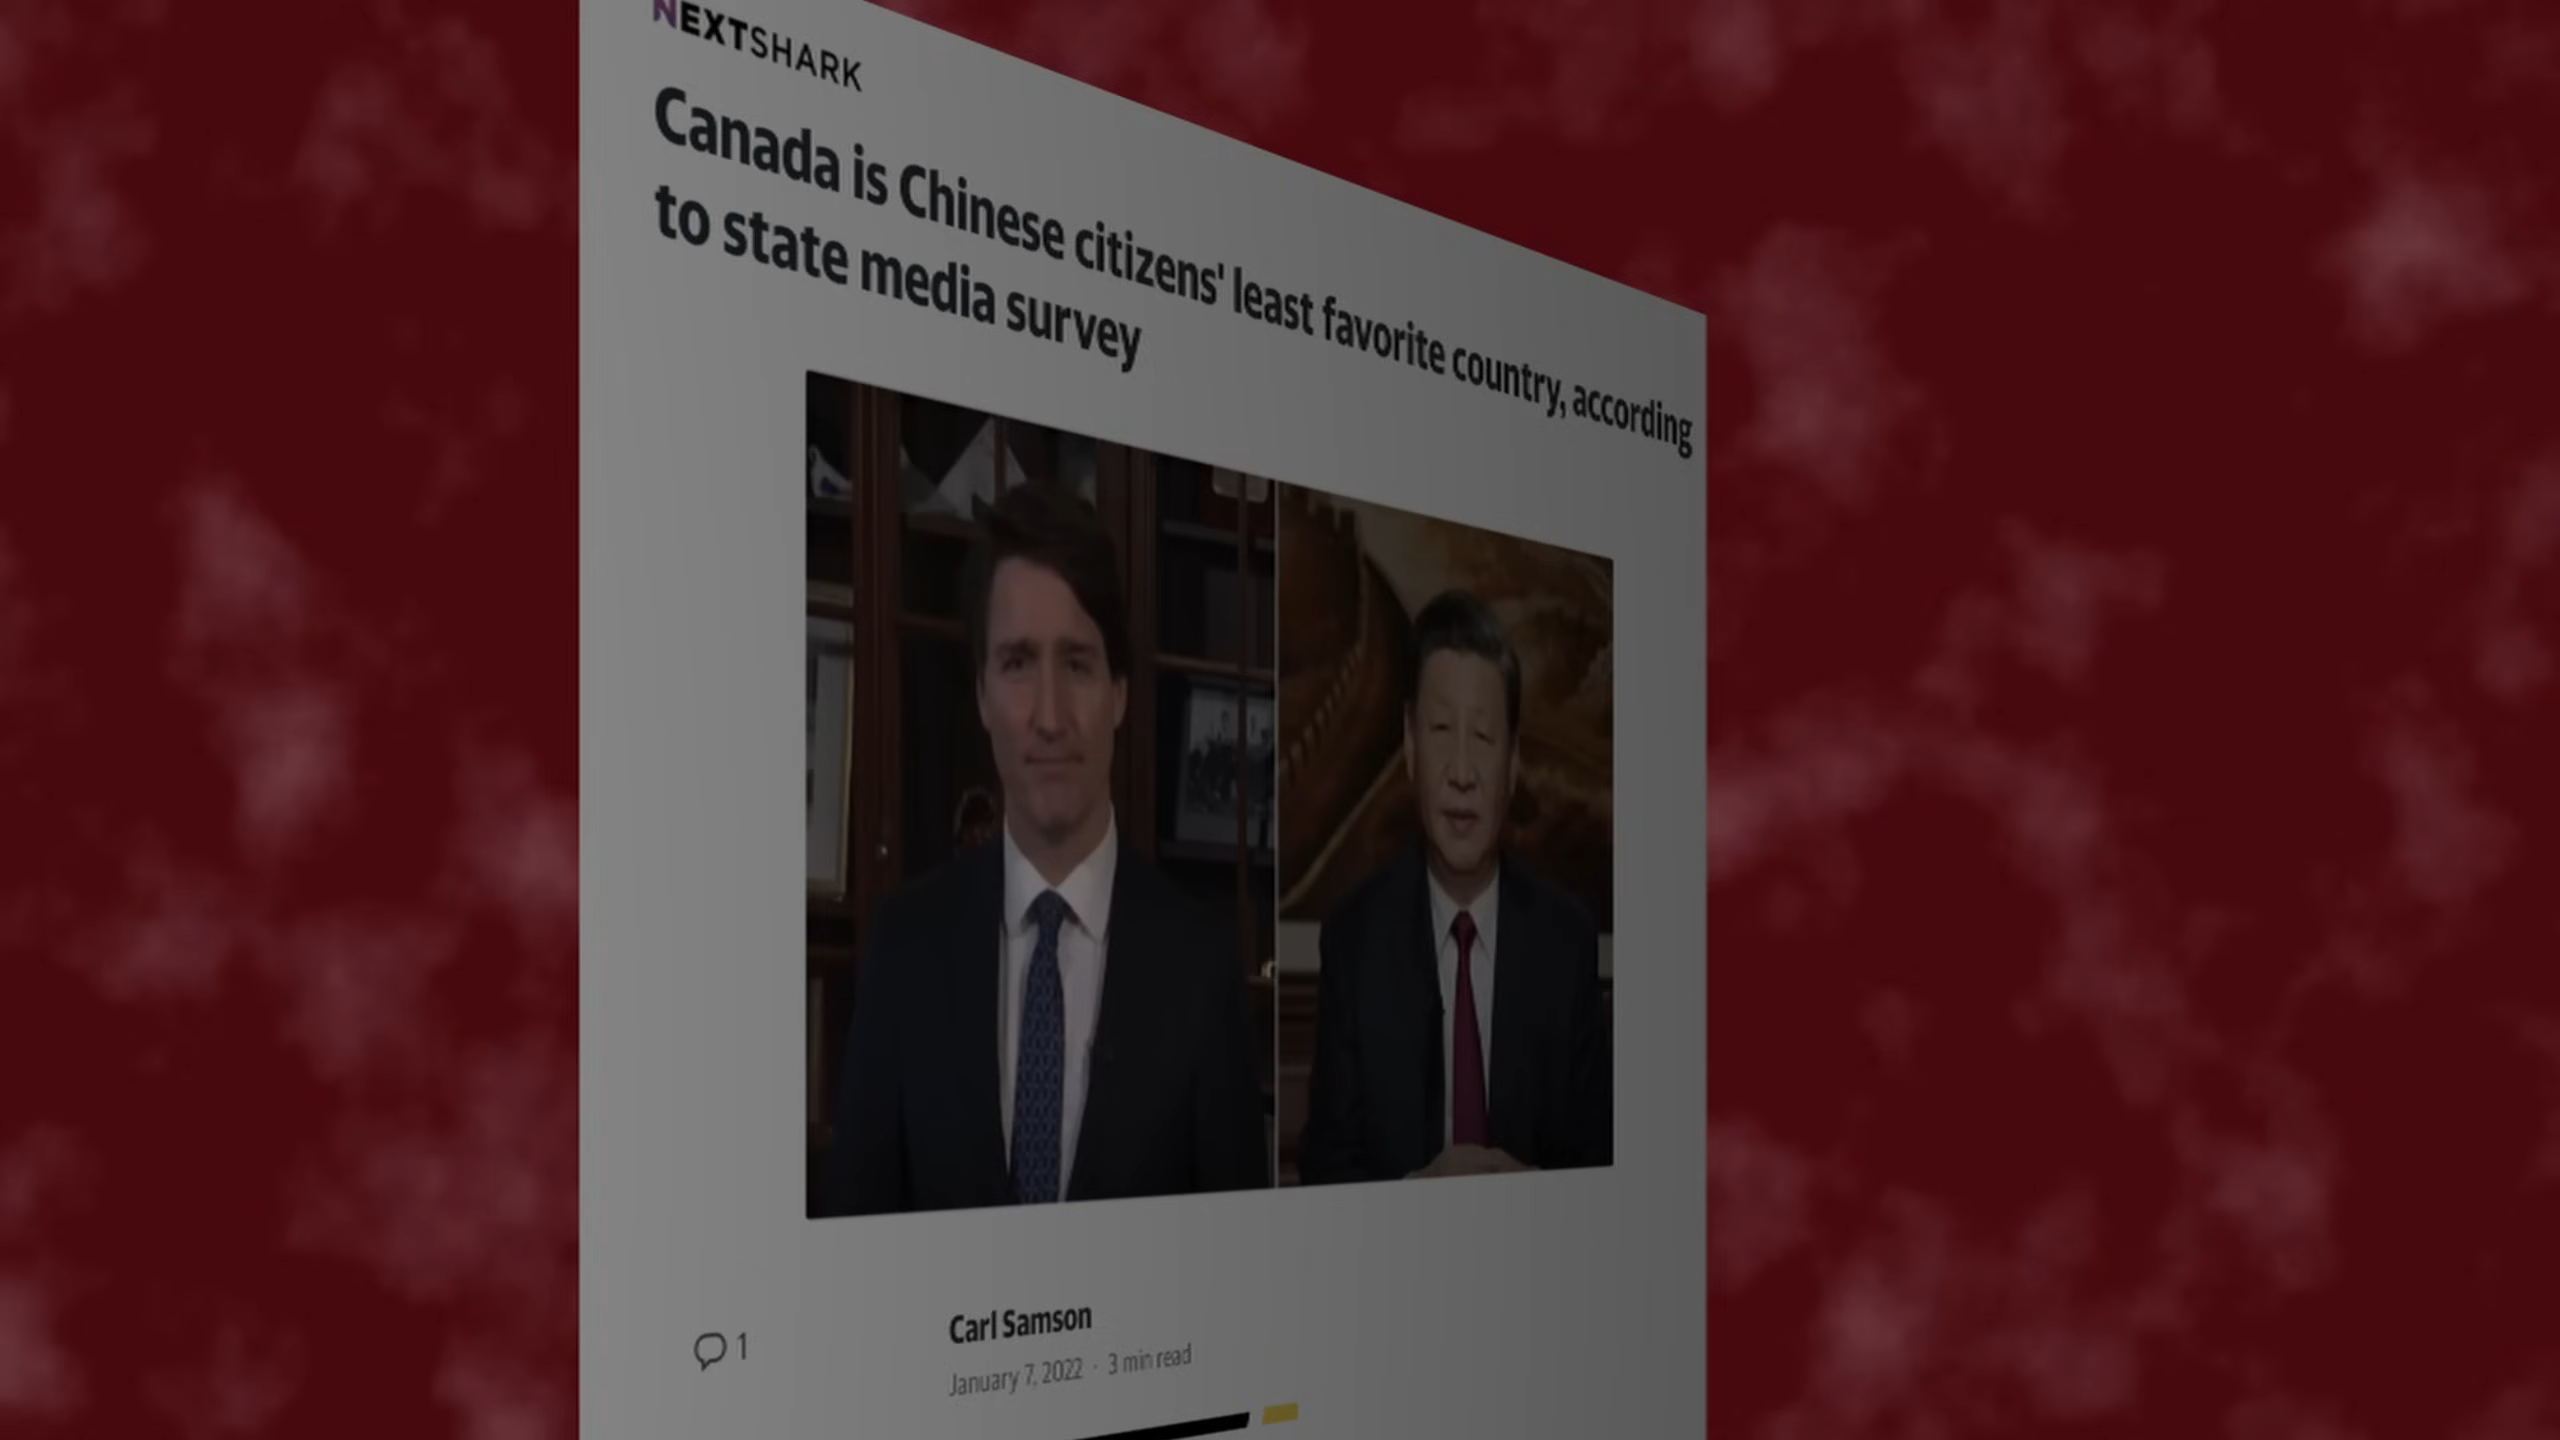 NEXTSHARK
Canada is Chinese citizens' least favorite country, according
to state media survey
1
Carl Samson
January 7, 2022 · 3 min read